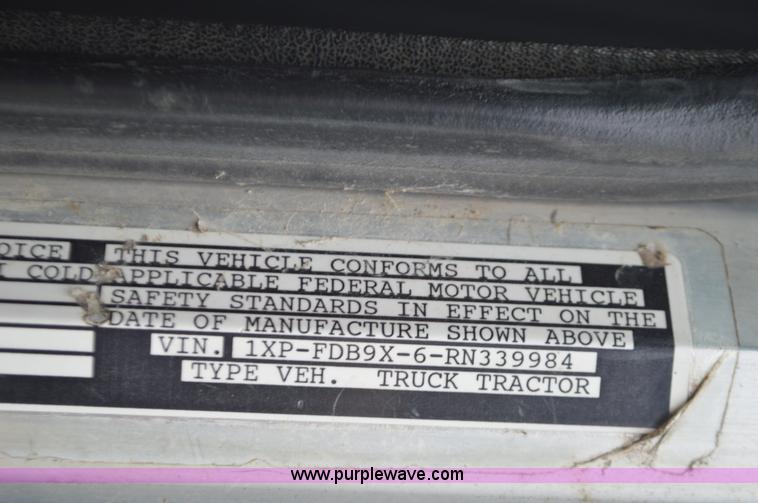 OICE THIS VEHICLE CONFORMS TO ALL
COLD APPLICABLE FEDERAL MOTOR VEHICLE
SAFETY STANDARDS IN EFFECT ON THE
DATE OF MANUFACTURE SHOWN ABOVE
VIN. 1XP-FDB9X-6-RN339984
TYPE VEH. TRUCK TRACTOR
www.purplewave.com